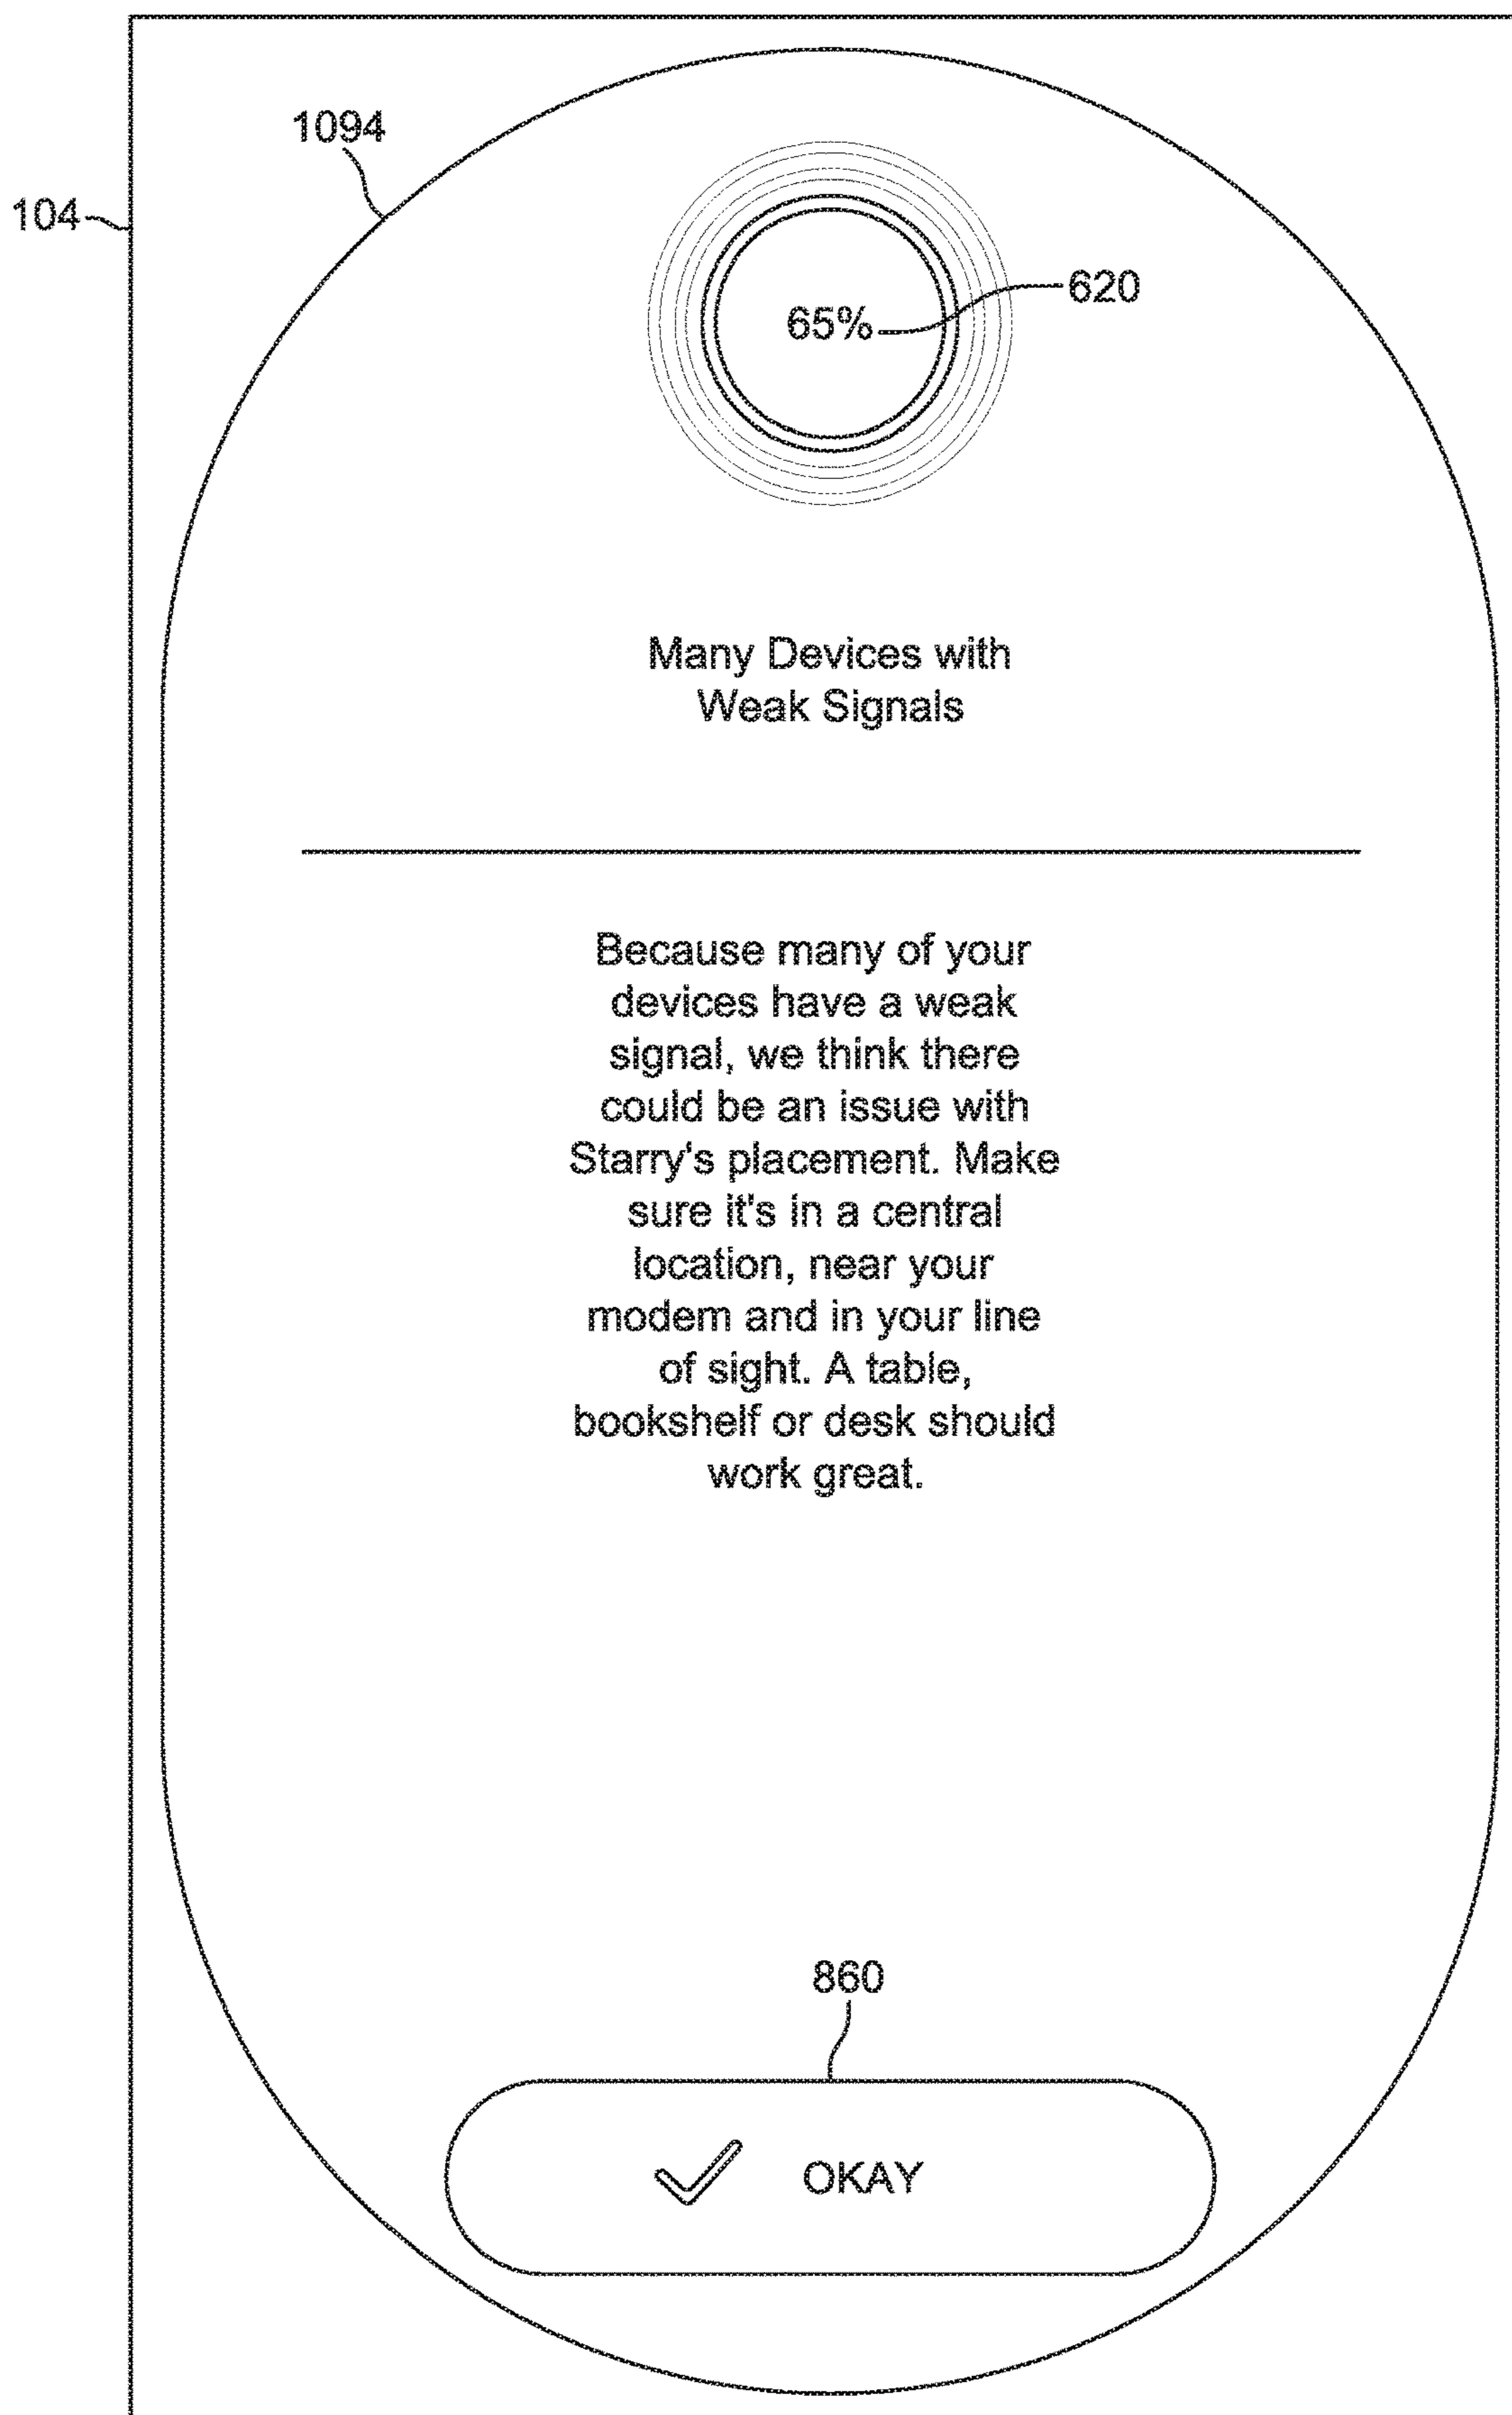 1094
104
620
65%
Many Devices with
Weak Signals
Because many of your
devices have a weak
signal, we think there
could be an issue with
Starry's placement. Make
sure it's in a central
location, near your
modem and in your line
of sight. A table,
bookshelf or desk should
work great.
860
OKAY